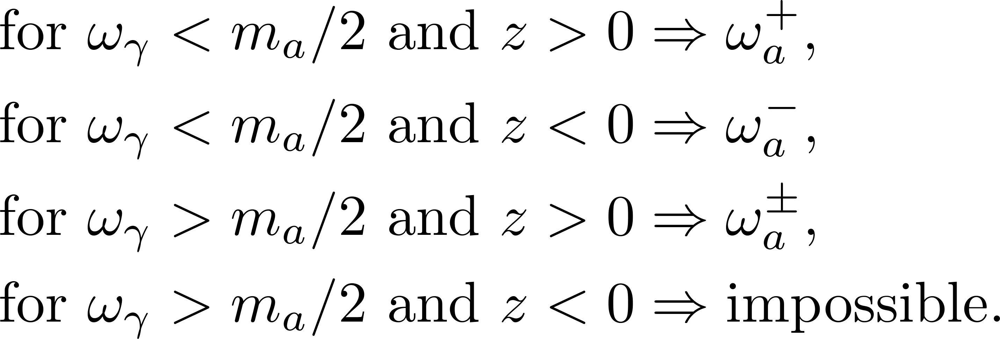 for ω_γ < m_a/2 and z > 0 ⇒ ω_a^+,
for ω_γ < m_a/2 and z < 0 ⇒ ω_a^−,
for ω_γ > m_a/2 and z > 0 ⇒ ω_a^±,
for ω_γ > m_a/2 and z < 0 ⇒ impossible.